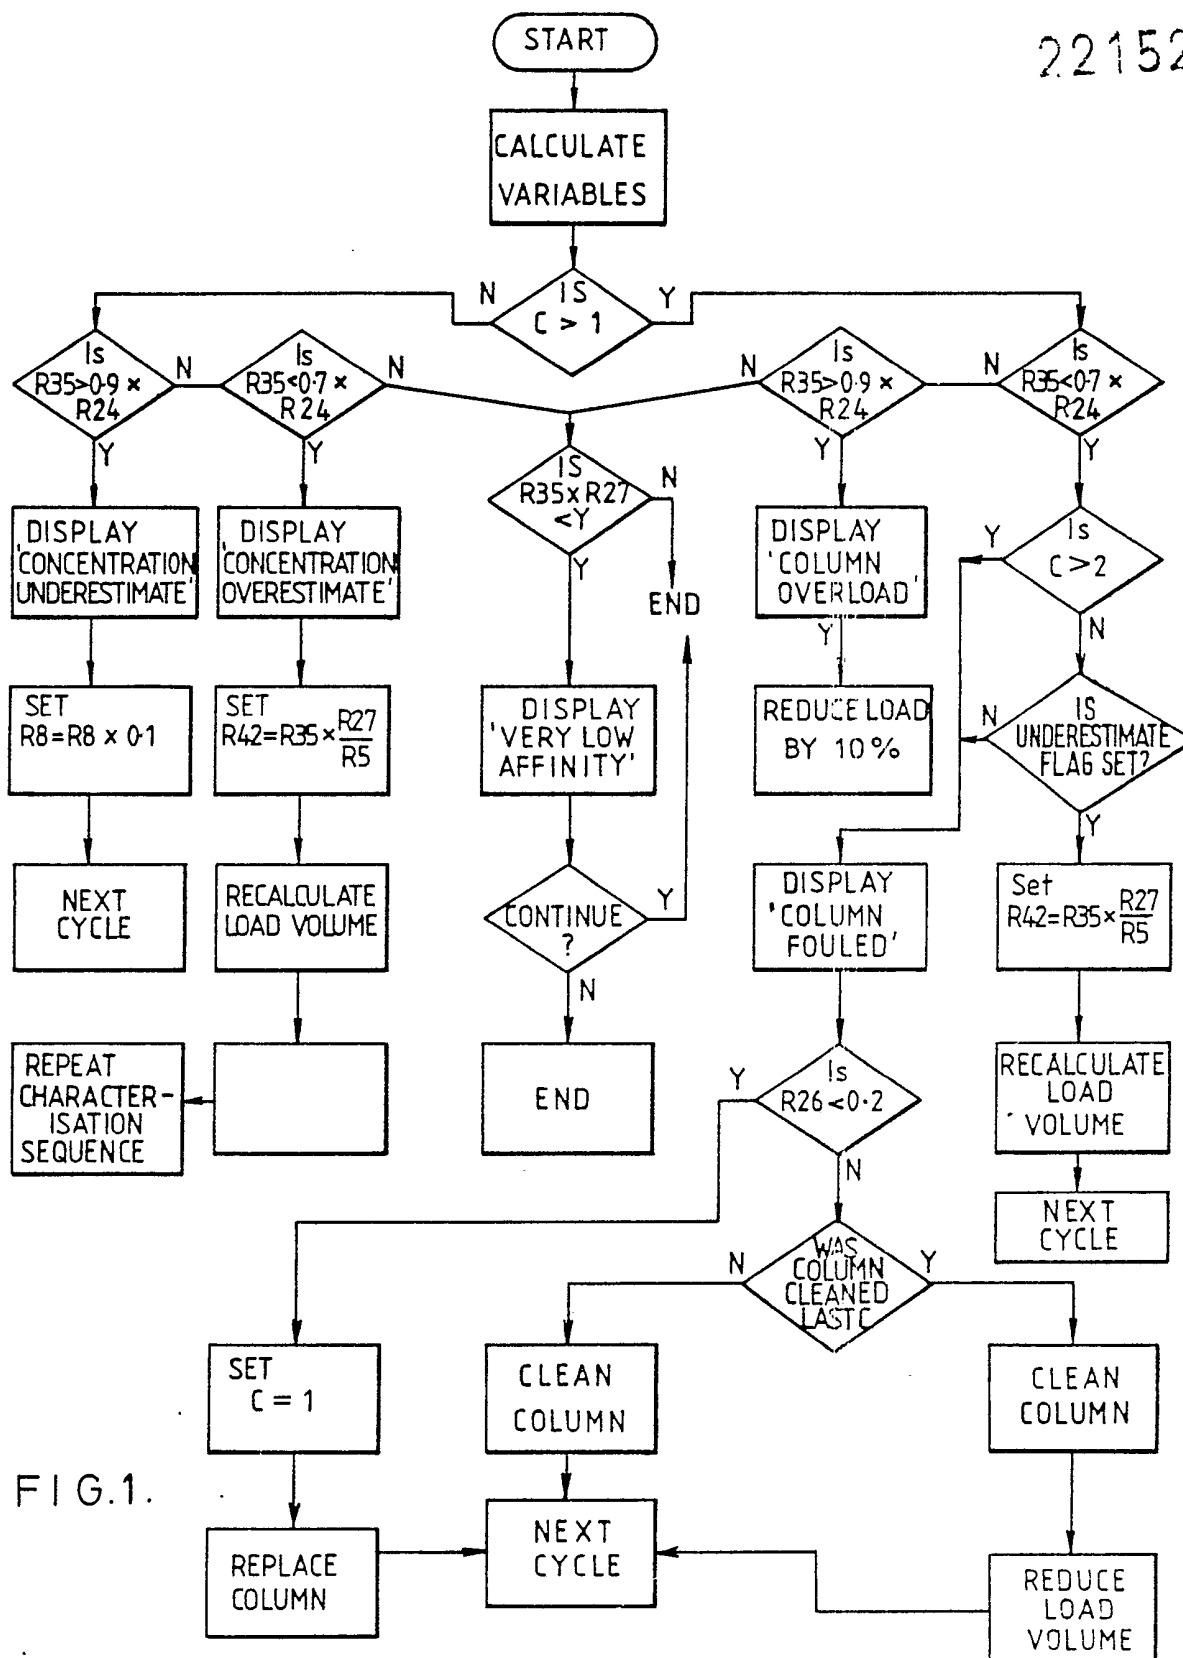 START
22152
CALCULATE
VARIABLES
N
IS
C > 1
Y
Is
R35>0·9 ×
R24
N
Y
Is
R35<0·7 ×
R24
N
Y
N
Is
R35>0·9 ×
R24
Y
N
Is
R35<0·7 ×
R24
Y
IS
R35 x R27
<Y
N
Y
END
DISPLAY
'CONCENTRATION
UNDERESTIMATE'
DISPLAY
'CONCENTRATION
OVERESTIMATE'
DISPLAY
'COLUMN
OVERLOAD'
Y
Y
Is
C > 2
N
SET
R8=R8 × 0·1
SET
R42=R35 × R27
R5
DISPLAY
'VERY LOW
AFFINITY'
REDUCE LOAD
BY 10 %
N
IS
UNDERESTIMATE
FLAG SET?
Y
NEXT
CYCLE
RECALCULATE
LOAD VOLUME
CONTINUE
?
Y
N
DISPLAY
'COLUMN
FOULED'
Set
R42=R35 × R27
R5
REPEAT
CHARACTER-
ISATION
SEQUENCE
END
Y
Is
R26 <0·2
N
RECALCULATE
LOAD
VOLUME
NEXT
CYCLE
N
WAS
COLUMN
CLEANED
LAST C
Y
SET
C = 1
CLEAN
COLUMN
CLEAN
COLUMN
FIG.1.
REPLACE
COLUMN
NEXT
CYCLE
REDUCE
LOAD
VOLUME